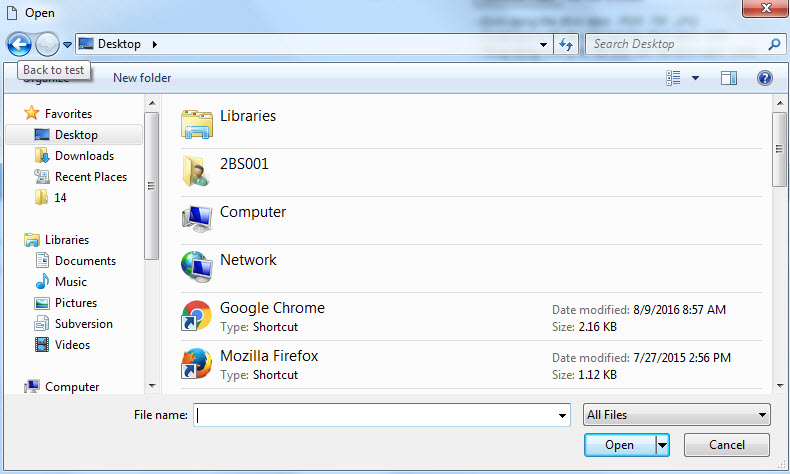 Open
Desktop
Search Desktop
Back to test
New folder
Favorites
Desktop
Downloads
Recent Places
14
Libraries
Documents
Music
Pictures
Subversion
Videos
Computer
Libraries
2BS001
Computer
Network
Google Chrome
Type: Shortcut
Date modified: 8/9/2016 8:57 AM
Size: 2.16 KB
Mozilla Firefox
Type: Shortcut
Date modified: 7/27/2015 2:56 PM
Size: 1.12 KB
File name:
All Files
Open
Cancel